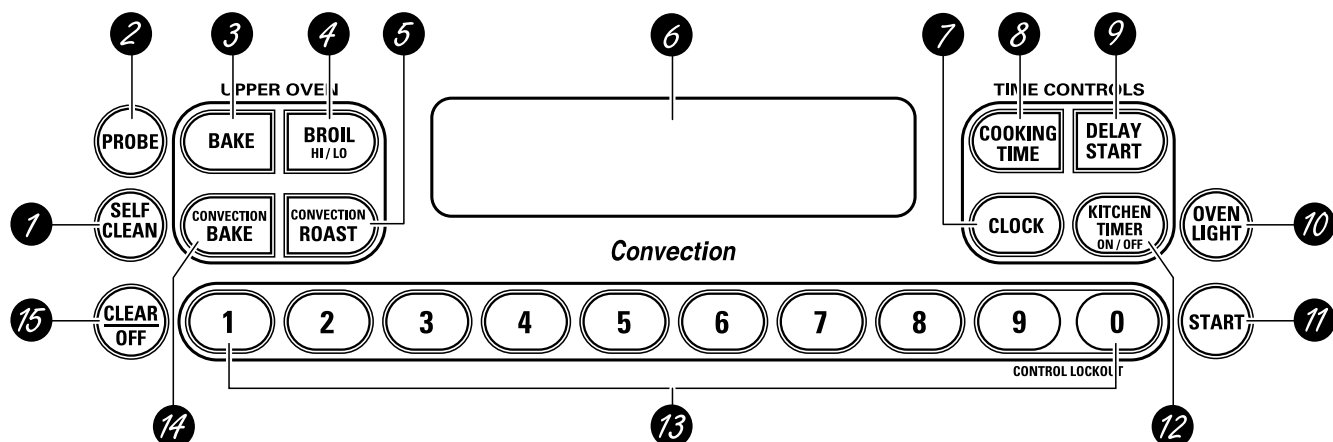 2 3 4 5 6 7 8 9
UPPER OVEN
TIME CONTROLS
PROBE
BAKE
BROIL
HI / LO
COOKING
TIME
DELAY
START
1
SELF
CLEAN
CONVECTION
BAKE
CONVECTION
ROAST
Convection
CLOCK
KITCHEN
TIMER
ON / OFF
OVEN
LIGHT
10
15
CLEAR
OFF
1 2 3 4 5 6 7 8 9 0
START
11
CONTROL LOCKOUT
14 13 12